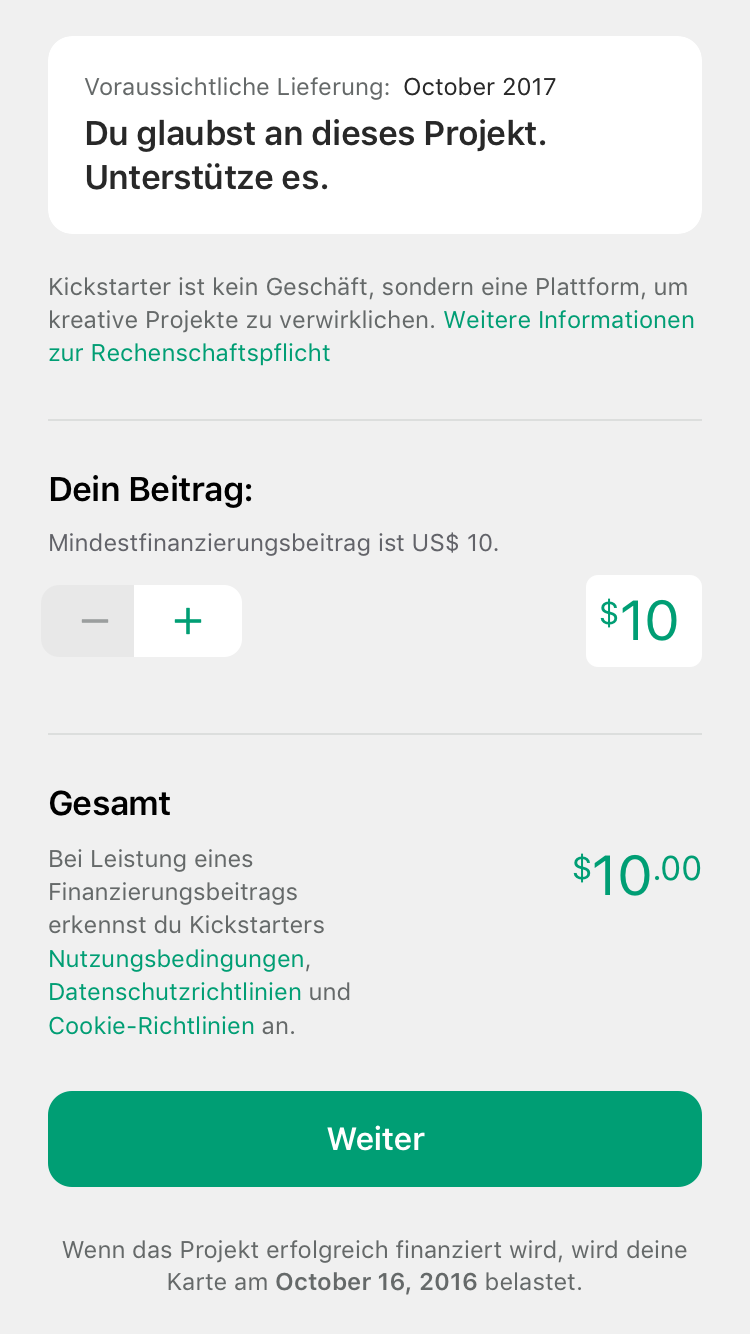 Voraussichtliche Lieferung: October 2017
Du glaubst an dieses Projekt.
Unterstütze es.
Kickstarter ist kein Geschäft, sondern eine Plattform, um
kreative Projekte zu verwirklichen. Weitere Informationen
zur Rechenschaftspflicht
Dein Beitrag:
Mindestfinanzierungsbeitrag ist US$ 10.
− +
$10
Gesamt
Bei Leistung eines
Finanzierungsbeitrags
erkennst du Kickstarters
Nutzungsbedingungen,
Datenschutzrichtlinien und
Cookie-Richtlinien an.
$10.00
Weiter
Wenn das Projekt erfolgreich finanziert wird, wird deine
Karte am October 16, 2016 belastet.